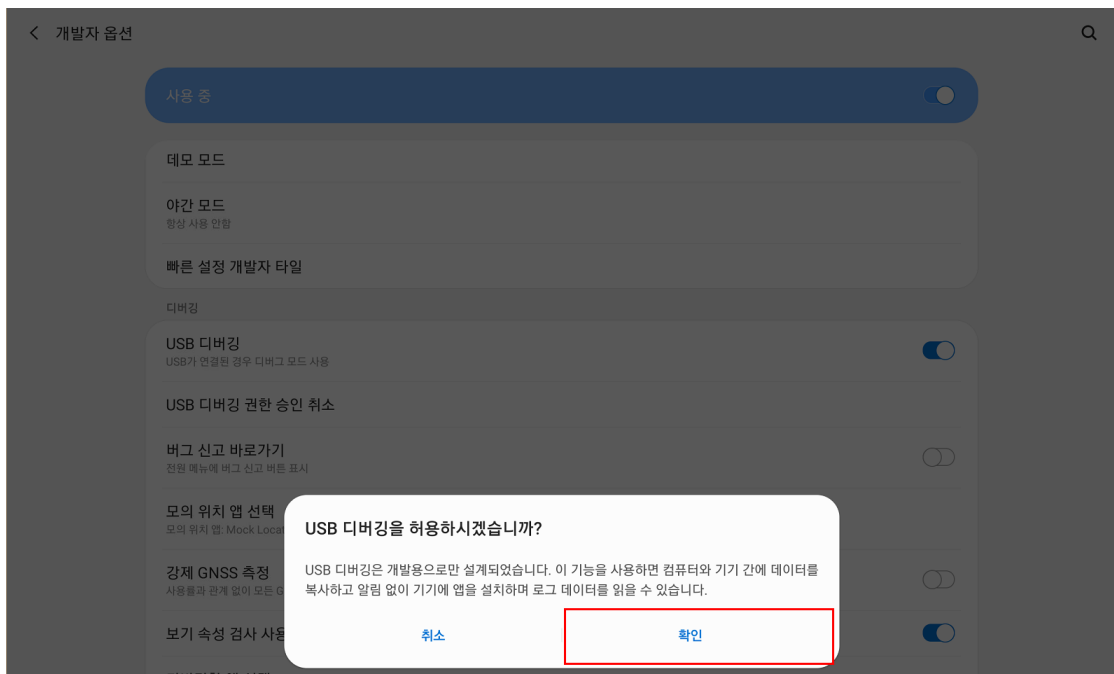 개발자 옵션
사용 중
데모 모드
야간 모드
항상 사용 안함
빠른 설정 개발자 타일
디버깅
USB 디버깅
USB가 연결된 경우 디버그 모드 사용
USB 디버깅 권한 승인 취소
버그 신고 바로가기
전원 메뉴에 버그 신고 버튼 표시
모의 위치 앱 선택
모의 위치 앱: Mock Locat
강제 GNSS 측정
사용률과 관계 없이 모든 G
보기 속성 검사 사용
USB 디버깅을 허용하시겠습니까?
USB 디버깅은 개발용으로만 설계되었습니다. 이 기능을 사용하면 컴퓨터와 기기 간에 데이터를
복사하고 알림 없이 기기에 앱을 설치하며 로그 데이터를 읽을 수 있습니다.
취소
확인